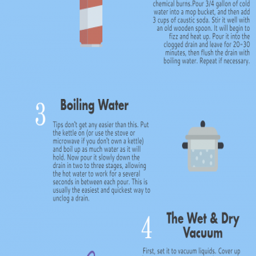 chemical burns.Pour 3/4 gallon of cold
water into a mop bucket, and then add
3 cups of caustic soda. Stir it well with
an old wooden spoon. It will begin to
fizz and heat up. Pour it into the
clogged drain and leave for 20-30
minutes, then flush the drain with
boiling water. Repeat if necessary.
3
Boiling Water
Tips don't get any easier than this. Put
the kettle on (or use the stove or
microwave if you don't own a kettle)
and boil up as much water as it will
hold. Now pour it slowly down the
drain in two to three stages, allowing
the hot water to work for a several
seconds in between each pour. This is
usually the easiest and quickest way to
unclog a drain.
4
The Wet & Dry
Vacuum
First, set it to vacuum liquids. Cover up